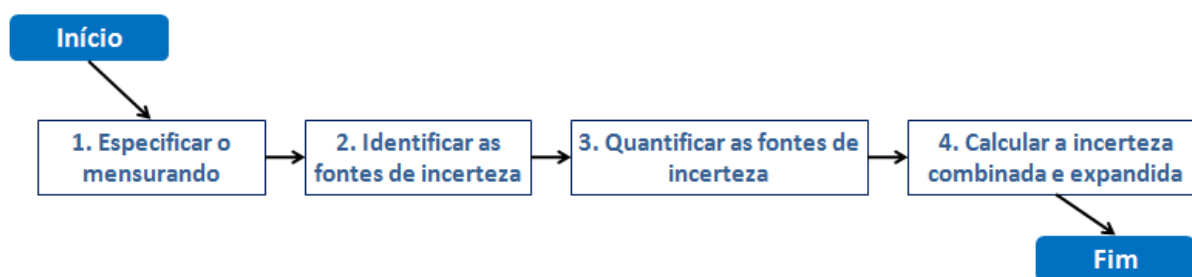 Início
1. Especificar o
mensurando
2. Identificar as
fontes de incerteza
3. Quantificar as fontes de
incerteza
4. Calcular a incerteza
combinada e expandida
Fim